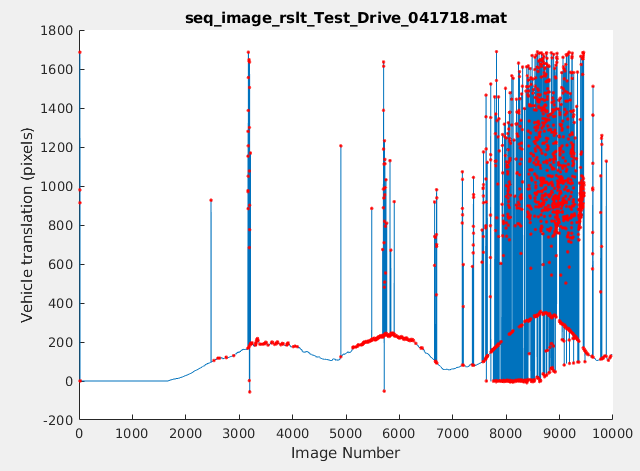 seq_image_rslt_Test_Drive_041718.mat
1800
1600
1400
1200
1000
800
600
400
200
0
-200
Vehicle translation (pixels)
0 1000 2000 3000 4000 5000 6000 7000 8000 9000 10000
Image Number